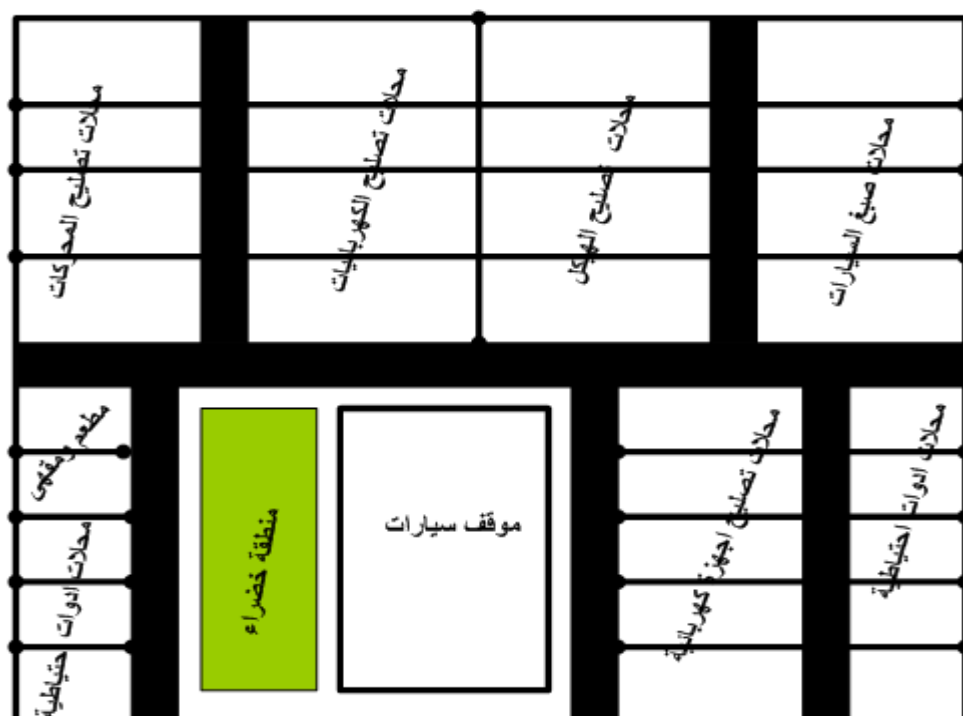 محلات تصليح المحركات
محلات تصليح الكهربائيات
محلات تصليح الهيكل
محلات صبغ السيارات
مطعم ومقهى
محلات ادوات حتياطية
منطقة خضراء
موقف سيارات
محلات تصليح اجهزة كهربائية
محلات ادوات احتياطية